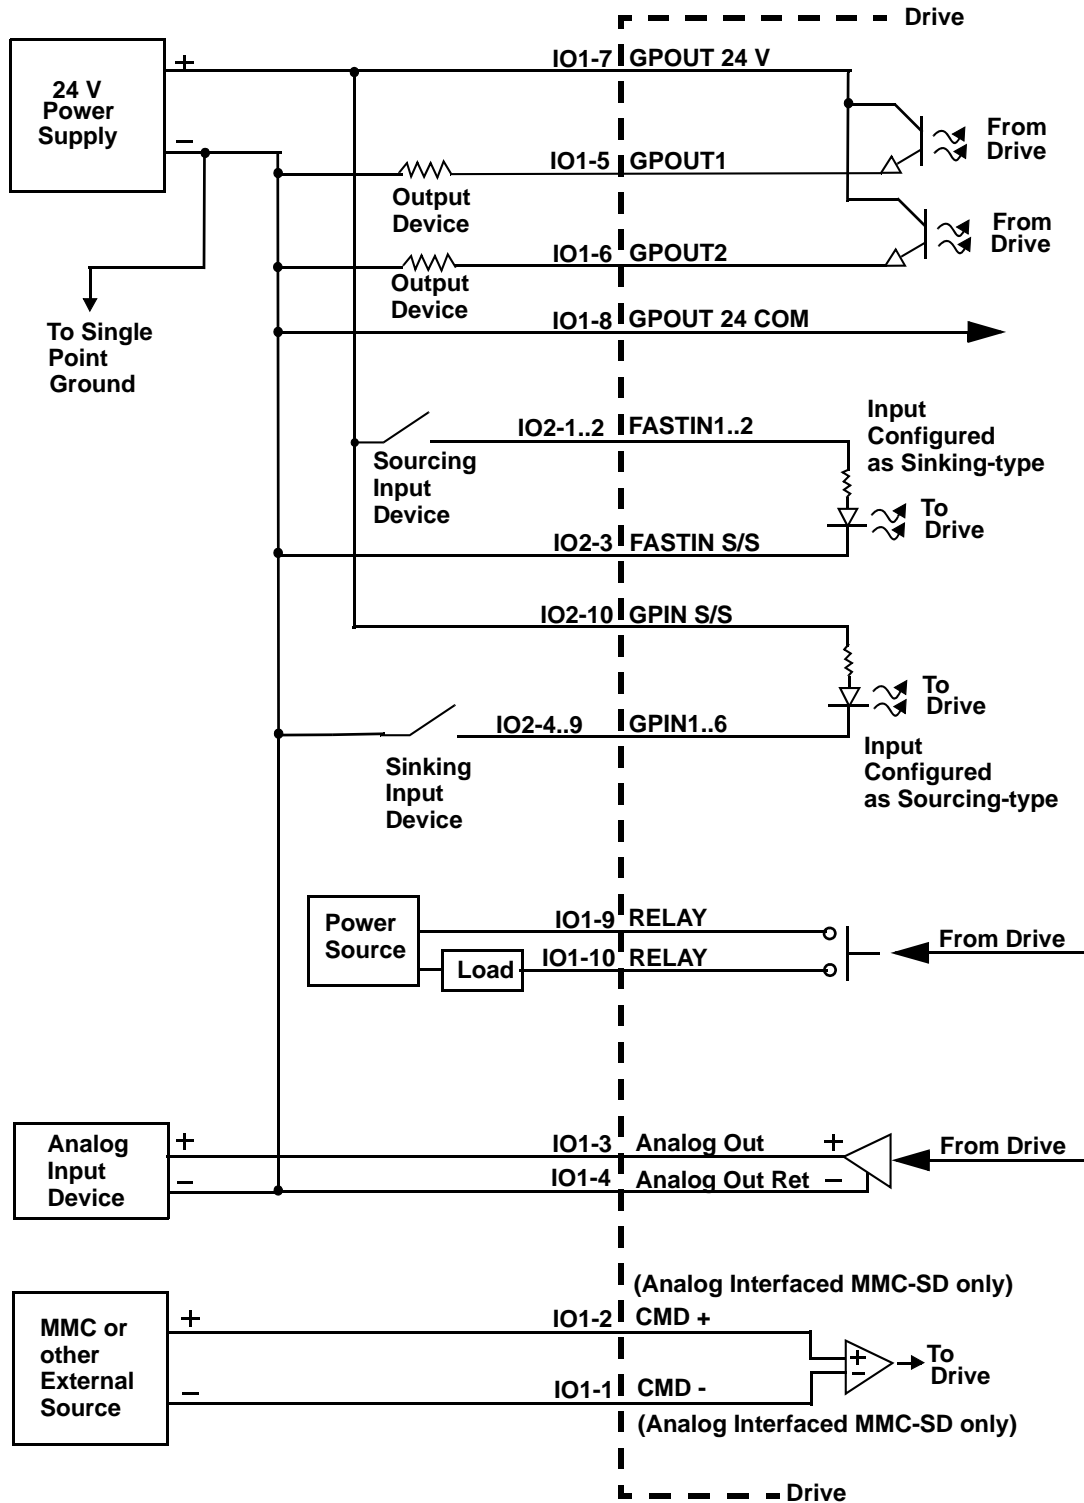 Drive
24 V
Power
Supply
+
−
IO1-7 GPOUT 24 V
From
Drive
IO1-5 GPOUT1
Output
Device
From
Drive
IO1-6 GPOUT2
Output
Device
IO1-8 GPOUT 24 COM
To Single
Point
Ground
Input
Configured
as Sinking-type
IO2-1..2 FASTIN1..2
Sourcing
Input
Device
To
Drive
IO2-3 FASTIN S/S
IO2-10 GPIN S/S
To
Drive
IO2-4..9 GPIN1..6
Sinking
Input
Device
Input
Configured
as Sourcing-type
Power
Source
IO1-9 RELAY
From Drive
Load
IO1-10 RELAY
Analog
Input
Device
+
−
IO1-3 Analog Out +
From Drive
IO1-4 Analog Out Ret −
(Analog Interfaced MMC-SD only)
MMC or
other
External
Source
+
−
IO1-2 CMD +
+
−
To
Drive
IO1-1 CMD -
(Analog Interfaced MMC-SD only)
Drive